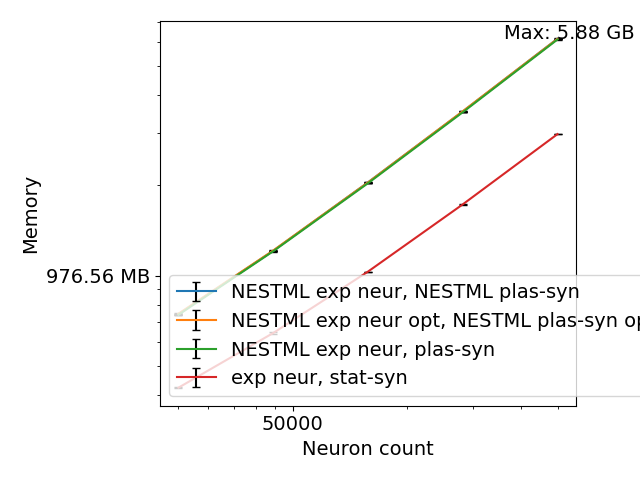 Max: 5.88 GB
Memory
976.56 MB
NESTML exp neur, NESTML plas-syn
NESTML exp neur opt, NESTML plas-syn op
NESTML exp neur, plas-syn
exp neur, stat-syn
50000
Neuron count